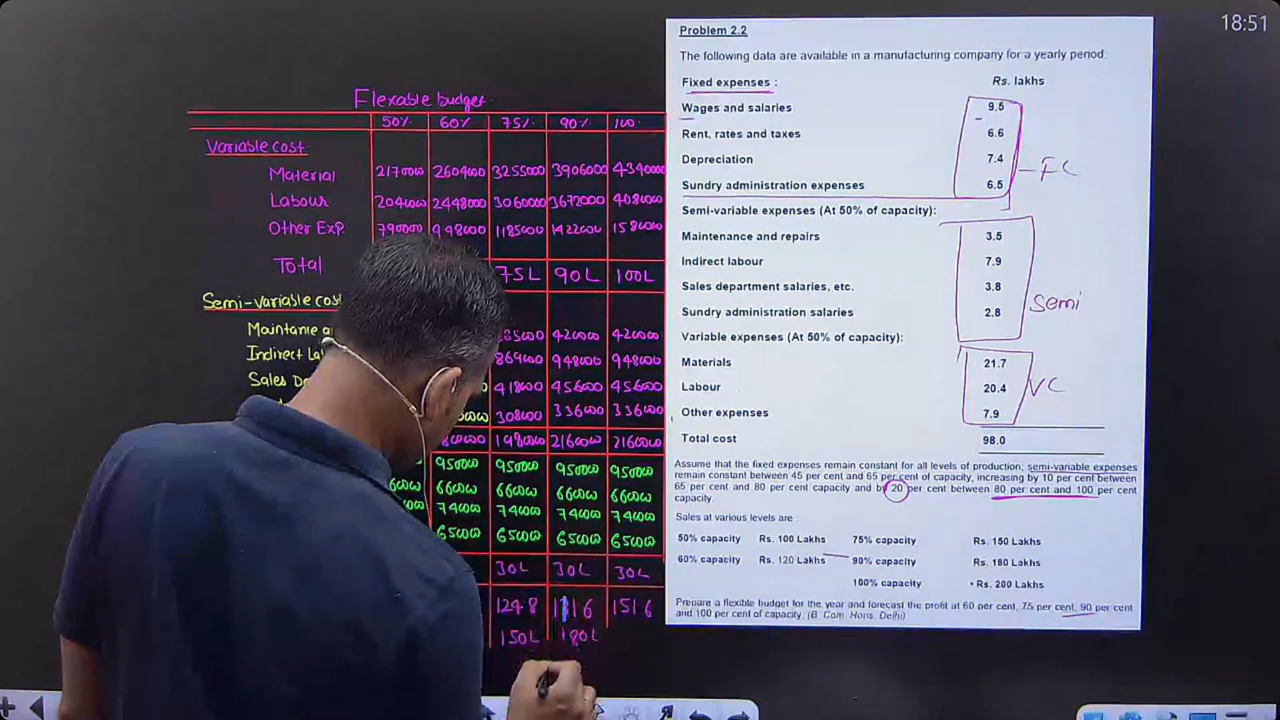 18:51
Flexable budget.
50% 60% 75% 90% 100
Variable cost
Material 2170000 2604000 3255000 3906000 4340000
Labour 2040000 2448000 3060000 3672000 4080000
Other Exp. 790000 948000 1185000 1422000 1580000
Total 75L 90L 100L
Semi-variable cost
Maintanie 420000 420000
Indirect 869000 948000 948000
Sales 418000 456000 456000
308000 336000 336000
1980000 2160000 2160000
950000 950000 950000 950000
660000 660000 660000 660000
740000 740000 740000 740000
650000 650000 650000 650000
30L 30L 30L
124.8 1516
150L
Problem 2.2
The following data are available in a manufacturing company for a yearly period:
Fixed expenses : Rs. lakhs
Wages and salaries 9.5
Rent, rates and taxes 6.6
Depreciation 7.4
Sundry administration expenses 6.5
FC
Semi-variable expenses (At 50% of capacity):
Maintenance and repairs 3.5
Indirect labour 7.9
Sales department salaries, etc. 3.8
Sundry administration salaries 2.8
Semi
Variable expenses (At 50% of capacity):
Materials 21.7
Labour 20.4
Other expenses 7.9
VC
Total cost 98.0
Assume that the fixed expenses remain constant for all levels of production; semi-variable expenses
remain constant between 45 per cent and 65 per cent of capacity, increasing by 10 per cent between
65 per cent and 80 per cent capacity and by 20 per cent between 80 per cent and 100 per cent
capacity.
Sales at various levels are :
50% capacity Rs. 100 Lakhs 75% capacity Rs. 150 Lakhs
60% capacity Rs. 120 Lakhs 90% capacity Rs. 180 Lakhs
100% capacity Rs. 200 Lakhs
Prepare a flexible budget for the year and forecast the profit at 60 per cent, 75 per cent, 90 per cent
and 100 per cent of capacity. (B. Com. Hons. Delhi)